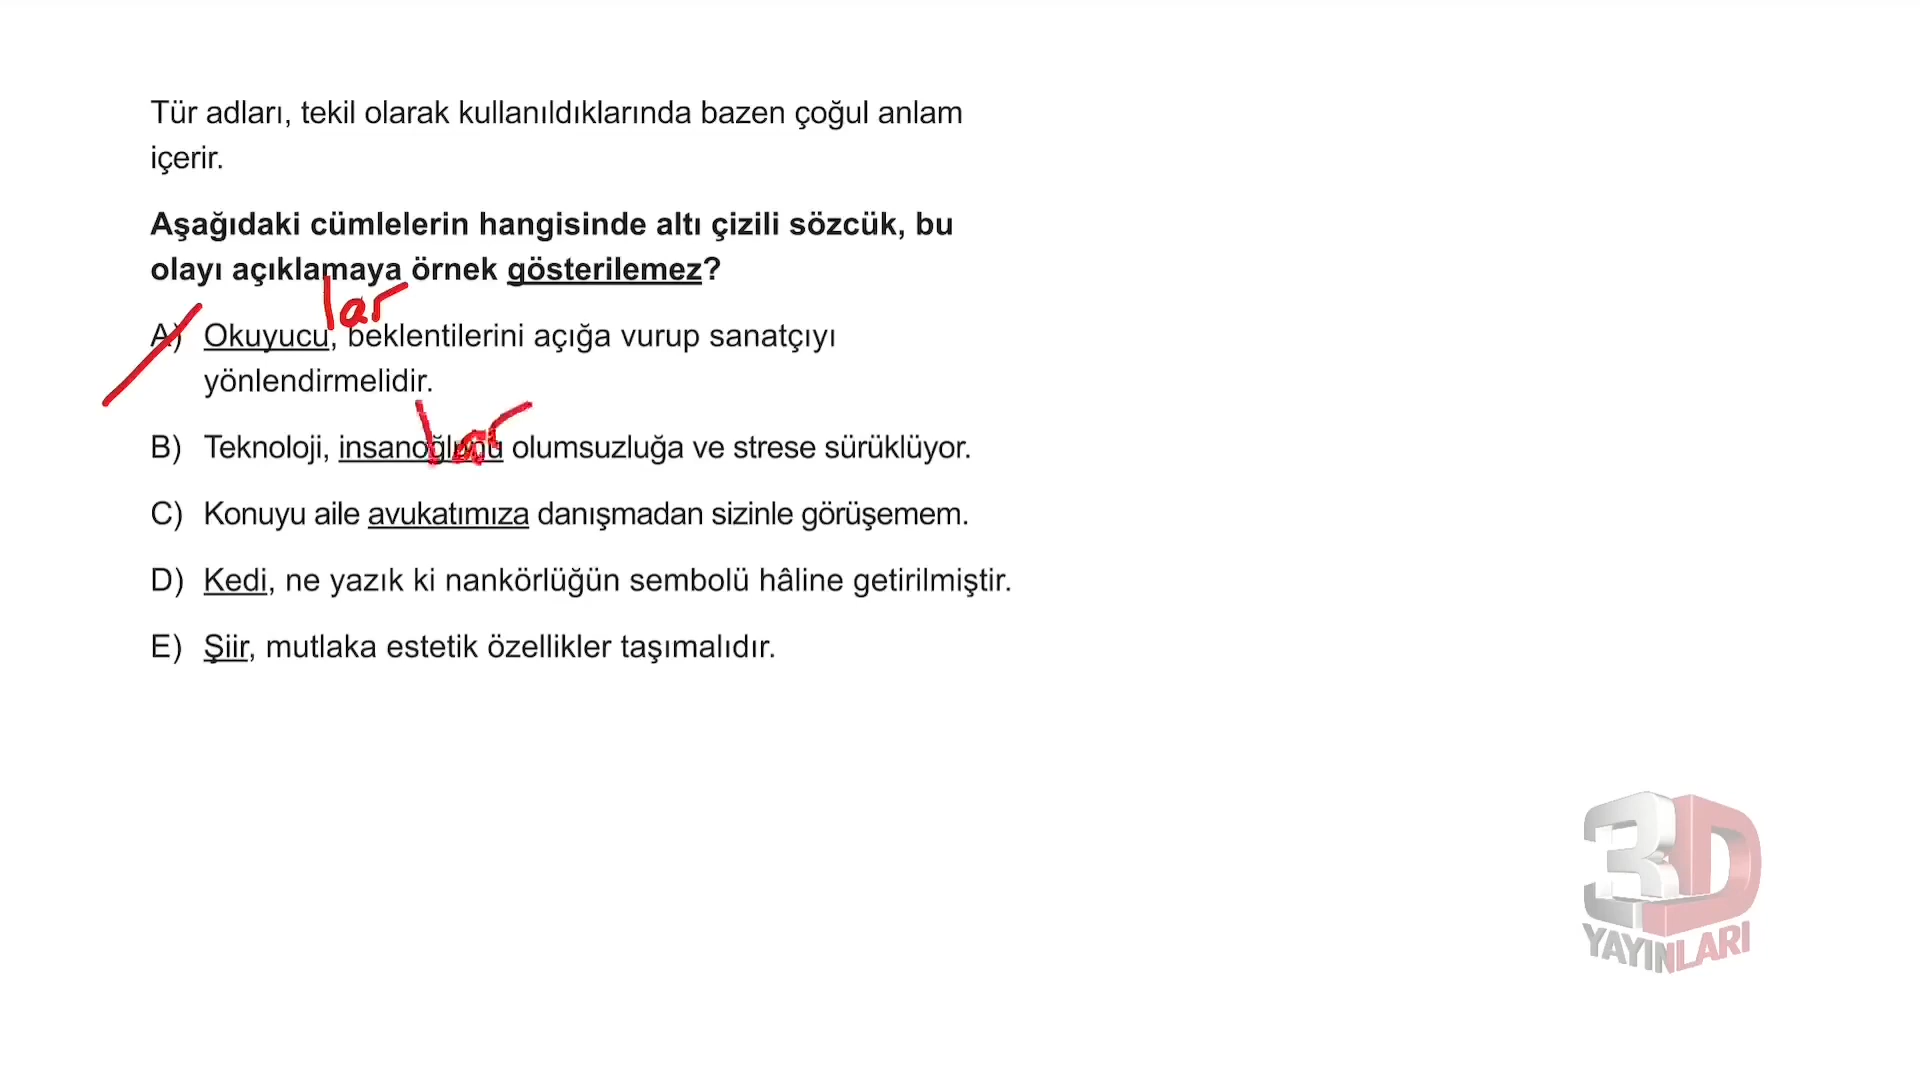 Tür adları, tekil olarak kullanıldıklarında bazen çoğul anlam
içerir.
Aşağıdaki cümlelerin hangisinde altı çizili sözcük, bu
olayı açıklamaya örnek gösterilemez?
lar
A) Okuyucu, beklentilerini açığa vurup sanatçıyı
yönlendirmelidir.
lar
B) Teknoloji, insanoğlunu olumsuzluğa ve strese sürüklüyor.
C) Konuyu aile avukatımıza danışmadan sizinle görüşemem.
D) Kedi, ne yazık ki nankörlüğün sembolü hâline getirilmiştir.
E) Şiir, mutlaka estetik özellikler taşımalıdır.
3D
YAYINLARI